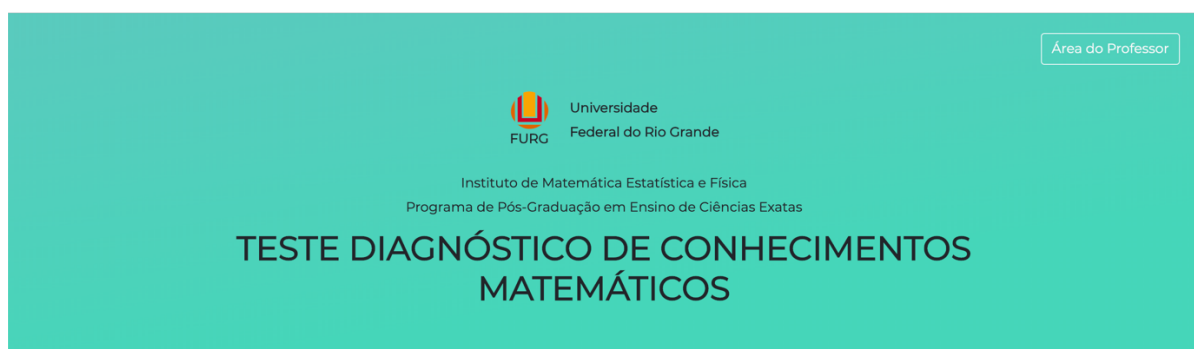 Área do Professor
Universidade
Federal do Rio Grande
FURG
Instituto de Matemática Estatística e Física
Programa de Pós-Graduação em Ensino de Ciências Exatas
TESTE DIAGNÓSTICO DE CONHECIMENTOS
MATEMÁTICOS